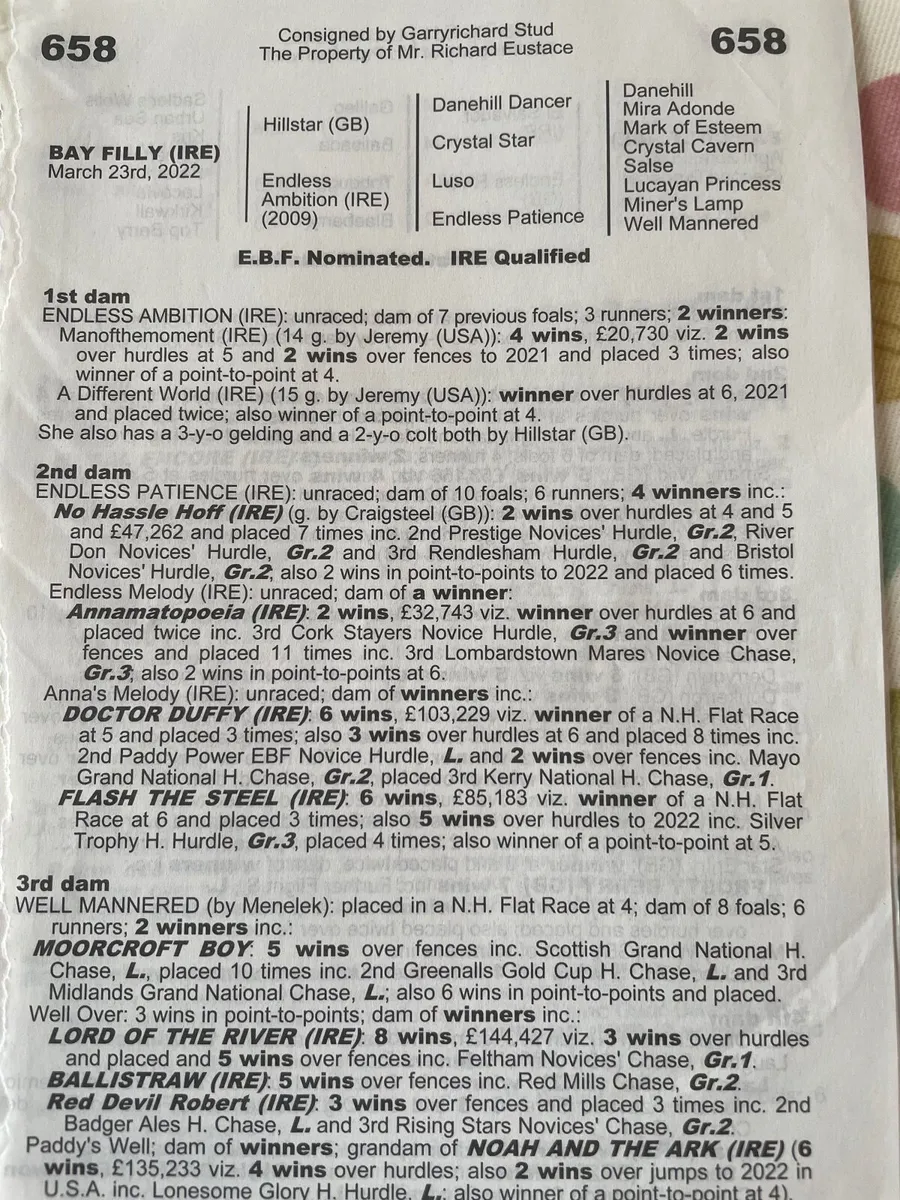 658
Consigned by Garryrichard Stud
The Property of Mr. Richard Eustace
658
BAY FILLY (IRE)
March 23rd, 2022
Hillstar (GB)
Endless
Ambition (IRE)
(2009)
Danehill Dancer
Crystal Star
Luso
Endless Patience
Danehill
Mira Adonde
Mark of Esteem
Crystal Cavern
Salse
Lucayan Princess
Miner's Lamp
Well Mannered
E.B.F. Nominated. IRE Qualified
1st dam
ENDLESS AMBITION (IRE): unraced; dam of 7 previous foals; 3 runners; 2 winners:
Manofthemoment (IRE) (14 g. by Jeremy (USA)): 4 wins, £20,730 viz. 2 wins
over hurdles at 5 and 2 wins over fences to 2021 and placed 3 times; also
winner of a point-to-point at 4.
A Different World (IRE) (15 g. by Jeremy (USA)): winner over hurdles at 6, 2021
and placed twice; also winner of a point-to-point at 4.
She also has a 3-y-o gelding and a 2-y-o colt both by Hillstar (GB).
2nd dam
ENDLESS PATIENCE (IRE): unraced; dam of 10 foals; 6 runners; 4 winners inc.:
No Hassle Hoff (IRE) (g. by Craigsteel (GB)): 2 wins over hurdles at 4 and 5
and £47,262 and placed 7 times inc. 2nd Prestige Novices' Hurdle, Gr.2, River
Don Novices' Hurdle, Gr.2 and 3rd Rendlesham Hurdle, Gr.2 and Bristol
Novices' Hurdle, Gr.2; also 2 wins in point-to-points to 2022 and placed 6 times.
Endless Melody (IRE): unraced; dam of a winner:
Annamatopoeia (IRE): 2 wins, £32,743 viz. winner over hurdles at 6 and
placed twice inc. 3rd Cork Stayers Novice Hurdle, Gr.3 and winner over
fences and placed 11 times inc. 3rd Lombardstown Mares Novice Chase,
Gr.3; also 2 wins in point-to-points at 6.
Anna's Melody (IRE): unraced; dam of winners inc.:
DOCTOR DUFFY (IRE): 6 wins, £103,229 viz. winner of a N.H. Flat Race
at 5 and placed 3 times; also 3 wins over hurdles at 6 and placed 8 times inc.
2nd Paddy Power EBF Novice Hurdle, L. and 2 wins over fences inc. Mayo
Grand National H. Chase, Gr.2, placed 3rd Kerry National H. Chase, Gr.1.
FLASH THE STEEL (IRE): 6 wins, £85,183 viz. winner of a N.H. Flat
Race at 6 and placed 3 times; also 5 wins over hurdles to 2022 inc. Silver
Trophy H. Hurdle, Gr.3, placed 4 times; also winner of a point-to-point at 5.
3rd dam
WELL MANNERED (by Menelek): placed in a N.H. Flat Race at 4; dam of 8 foals; 6
runners; 2 winners inc.:
MOORCROFT BOY: 5 wins over fences inc. Scottish Grand National H.
Chase, L., placed 10 times inc. 2nd Greenalls Gold Cup H. Chase, L. and 3rd
Midlands Grand National Chase, L.; also 6 wins in point-to-points and placed.
Well Over: 3 wins in point-to-points; dam of winners inc.:
LORD OF THE RIVER (IRE): 8 wins, £144,427 viz. 3 wins over hurdles
and placed and 5 wins over fences inc. Feltham Novices' Chase, Gr.1.
BALLISTRAW (IRE): 5 wins over fences inc. Red Mills Chase, Gr.2.
Red Devil Robert (IRE): 3 wins over fences and placed 3 times inc. 2nd
Badger Ales H. Chase, L. and 3rd Rising Stars Novices' Chase, Gr.2.
Paddy's Well; dam of winners; grandam of NOAH AND THE ARK (IRE) (6
wins, £135,233 viz. 4 wins over hurdles; also 2 wins over jumps to 2022 in
U.S.A. inc. Lonesome Glory H. Hurdle, L.; also winner of a point-to-point at 4).